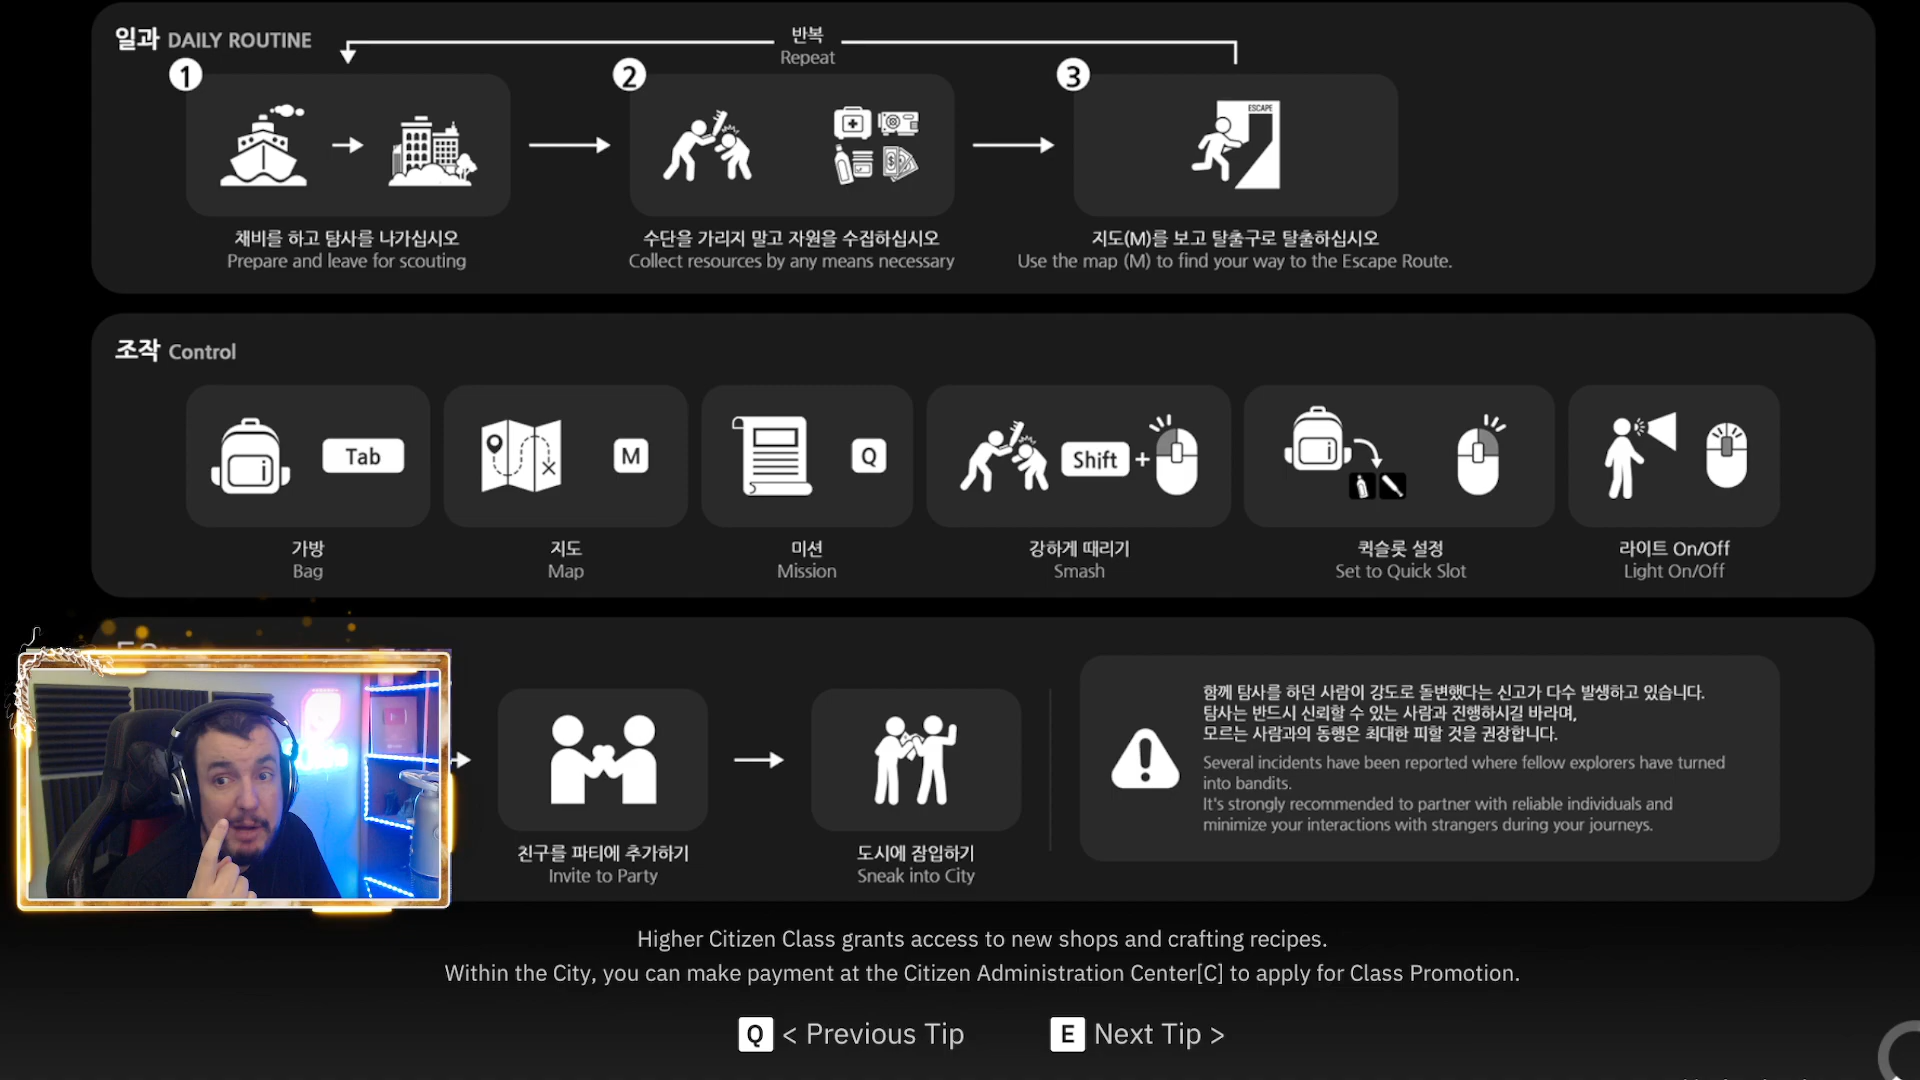 일과 DAILY ROUTINE
반복
Repeat
1
2
3
ESCAPE
채비를 하고 탐사를 나가십시오
Prepare and leave for scouting
수단을 가리지 말고 자원을 수집하십시오
Collect resources by any means necessary
지도(M)를 보고 탈출구로 탈출하십시오
Use the map (M) to find your way to the Escape Route.
조작 Control
Tab
M
Q
Shift +
가방
Bag
지도
Map
미션
Mission
강하게 때리기
Smash
퀵슬롯 설정
Set to Quick Slot
라이트 On/Off
Light On/Off
친구를 파티에 추가하기
Invite to Party
도시에 잠입하기
Sneak into City
함께 탐사를 하던 사람이 강도로 돌변했다는 신고가 다수 발생하고 있습니다.
탐사는 반드시 신뢰할 수 있는 사람과 진행하시길 바라며,
모르는 사람과의 동행은 최대한 피할 것을 권장합니다.
Several incidents have been reported where fellow explorers have turned
into bandits.
It's strongly recommended to partner with reliable individuals and
minimize your interactions with strangers during your journeys.
Higher Citizen Class grants access to new shops and crafting recipes.
Within the City, you can make payment at the Citizen Administration Center[C] to apply for Class Promotion.
Q < Previous Tip
E Next Tip >